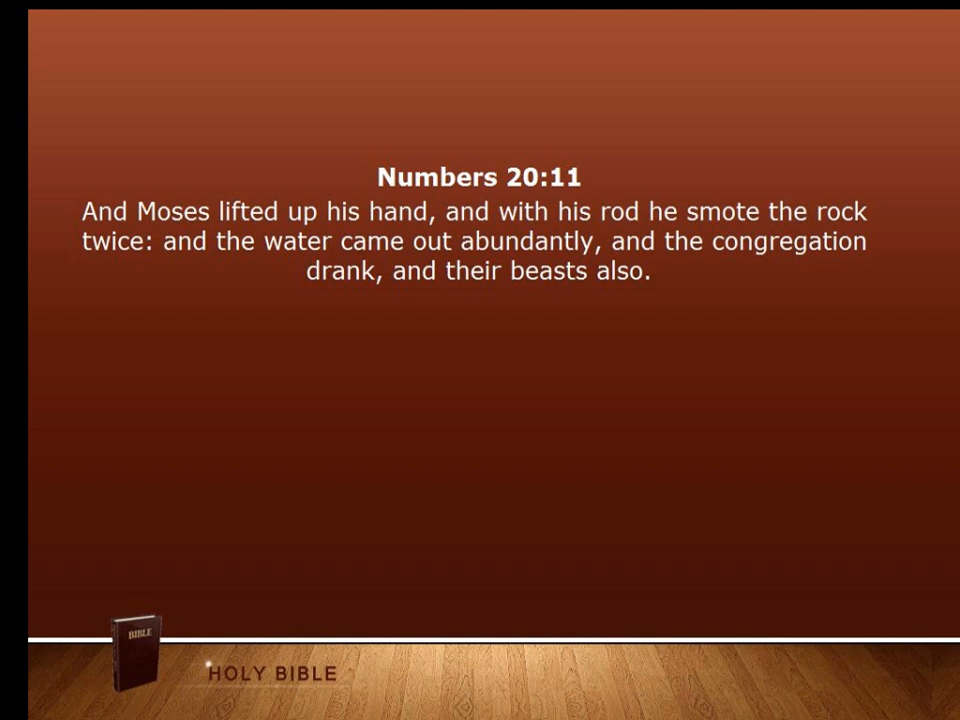 Numbers 20:11
And Moses lifted up his hand, and with his rod he smote the rock
twice: and the water came out abundantly, and the congregation
drank, and their beasts also.
BIBLE
HOLY BIBLE